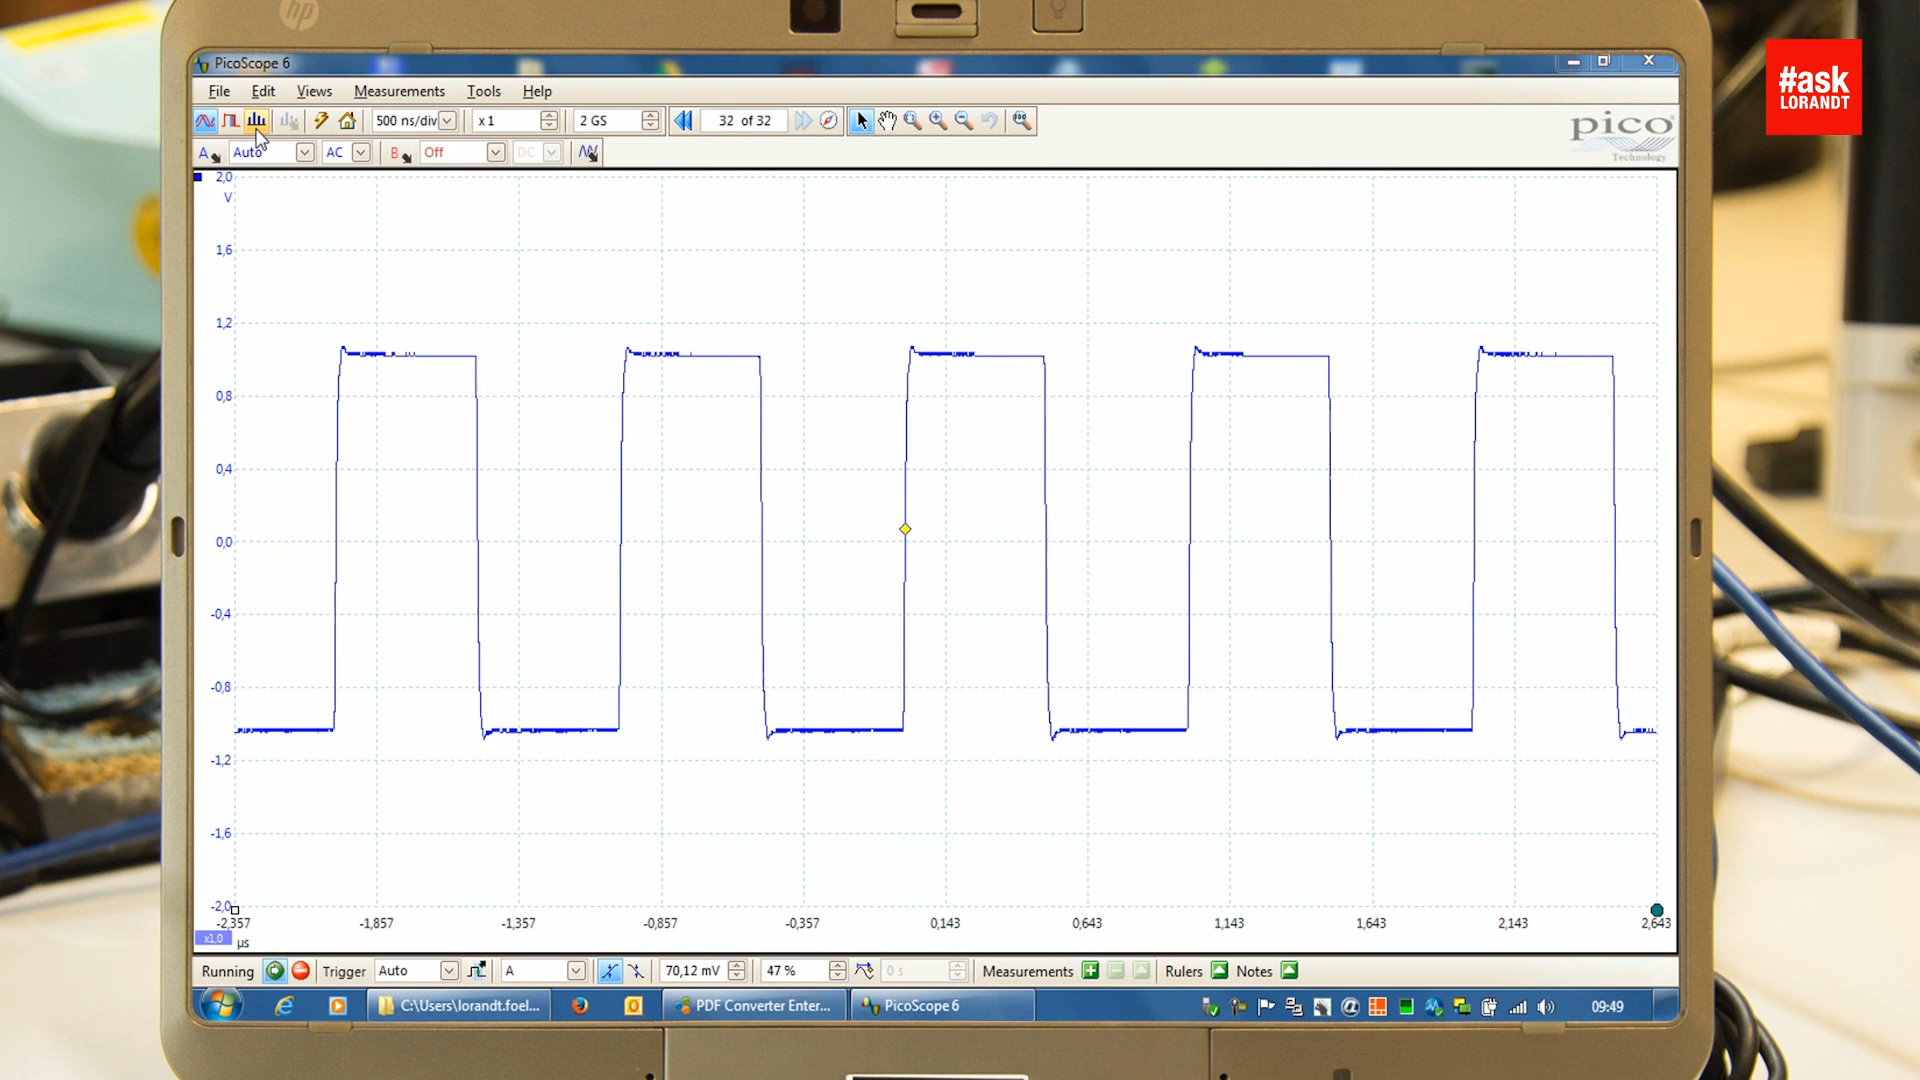 hp
#ask
LORANDT
PicoScope 6
File Edit Views Measurements Tools Help
500 ns/div x 1 2 GS 32 of 32
pico
Technology
A Auto AC B Off DC
2,0
V
1,6
1,2
0,8
0,4
0,0
-0,4
-0,8
-1,2
-1,6
-2,0
-2,357 -1,857 -1,357 -0,857 -0,357 0,143 0,643 1,143 1,643 2,143 2,643
x1,0 µs
Running Trigger Auto A 70,12 mV 47 % 0 s Measurements Rulers Notes
C:\Users\lorandt.foel... PDF Converter Enter... PicoScope 6 09:49